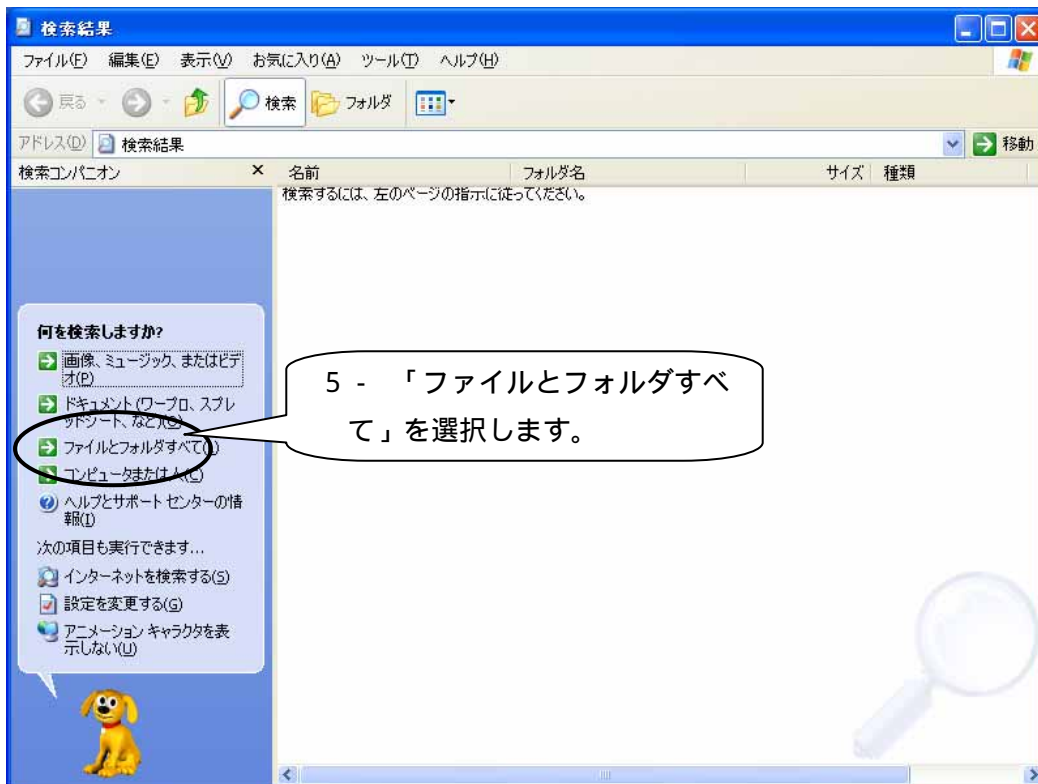 検索結果
ファイル(F) 編集(E) 表示(V) お気に入り(A) ツール(T) ヘルプ(H)
戻る 検索 フォルダ
アドレス(D) 検索結果 移動
検索コンパニオン × 名前 フォルダ名 サイズ 種類
検索するには、左のページの指示に従ってください。
何を検索しますか?
画像、ミュージック、またはビデ
オ(P)
ドキュメント (ワープロ、スプレ
ッドシート、など)(O)
ファイルとフォルダすべて(L)
コンピュータまたは人(C)
ヘルプとサポート センターの情
報(I)
次の項目も実行できます...
インターネットを検索する(S)
設定を変更する(G)
アニメーション キャラクタを表
示しない(U)
5 - 「ファイルとフォルダすべ
て」を選択します。